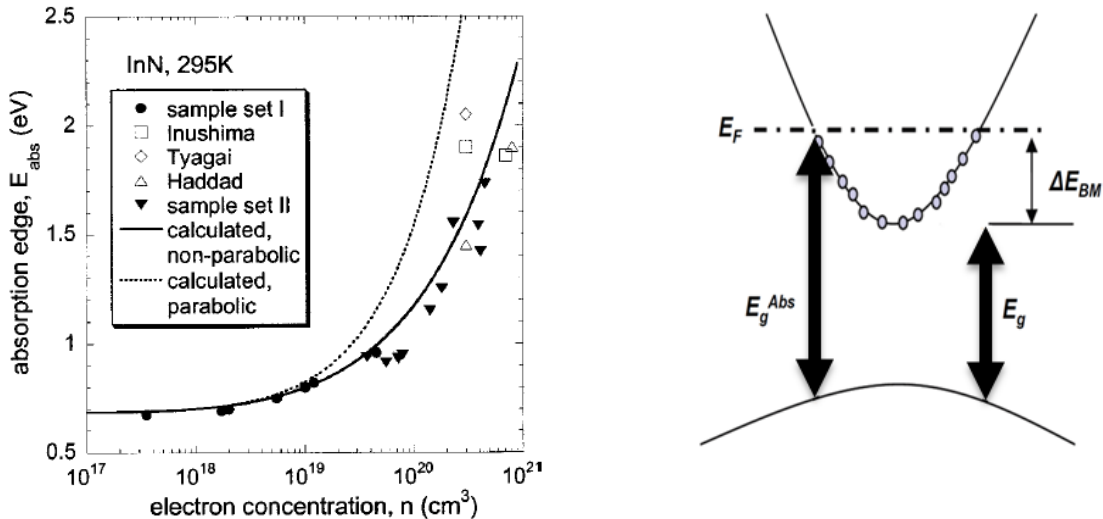 2.5
2
1.5
1
0.5
absorption edge, E_abs (eV)
InN, 295K
sample set I
Inushima
Tyagai
Haddad
sample set II
calculated,
non-parabolic
calculated,
parabolic
10^17 10^18 10^19 10^20 10^21
electron concentration, n (cm^3)
E_F
ΔE_BM
E_g^Abs
E_g